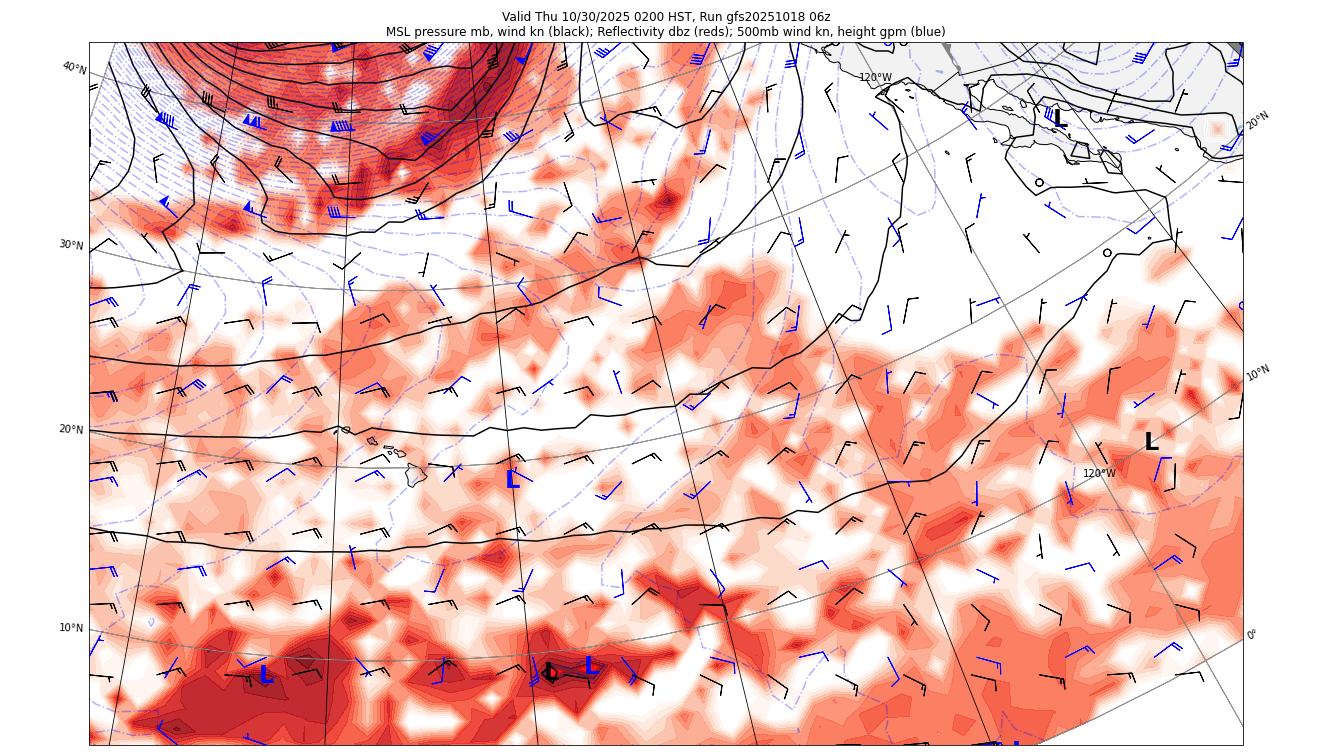 Valid Thu 10/30/2025 0200 HST, Run gfs20251018 06z
MSL pressure mb, wind kn (black); Reflectivity dbz (reds); 500mb wind kn, height gpm (blue)
40°N
120°W
L
20°N
30°N
10°N
20°N
L
120°W
L
10°N
0°
L
L
L
L